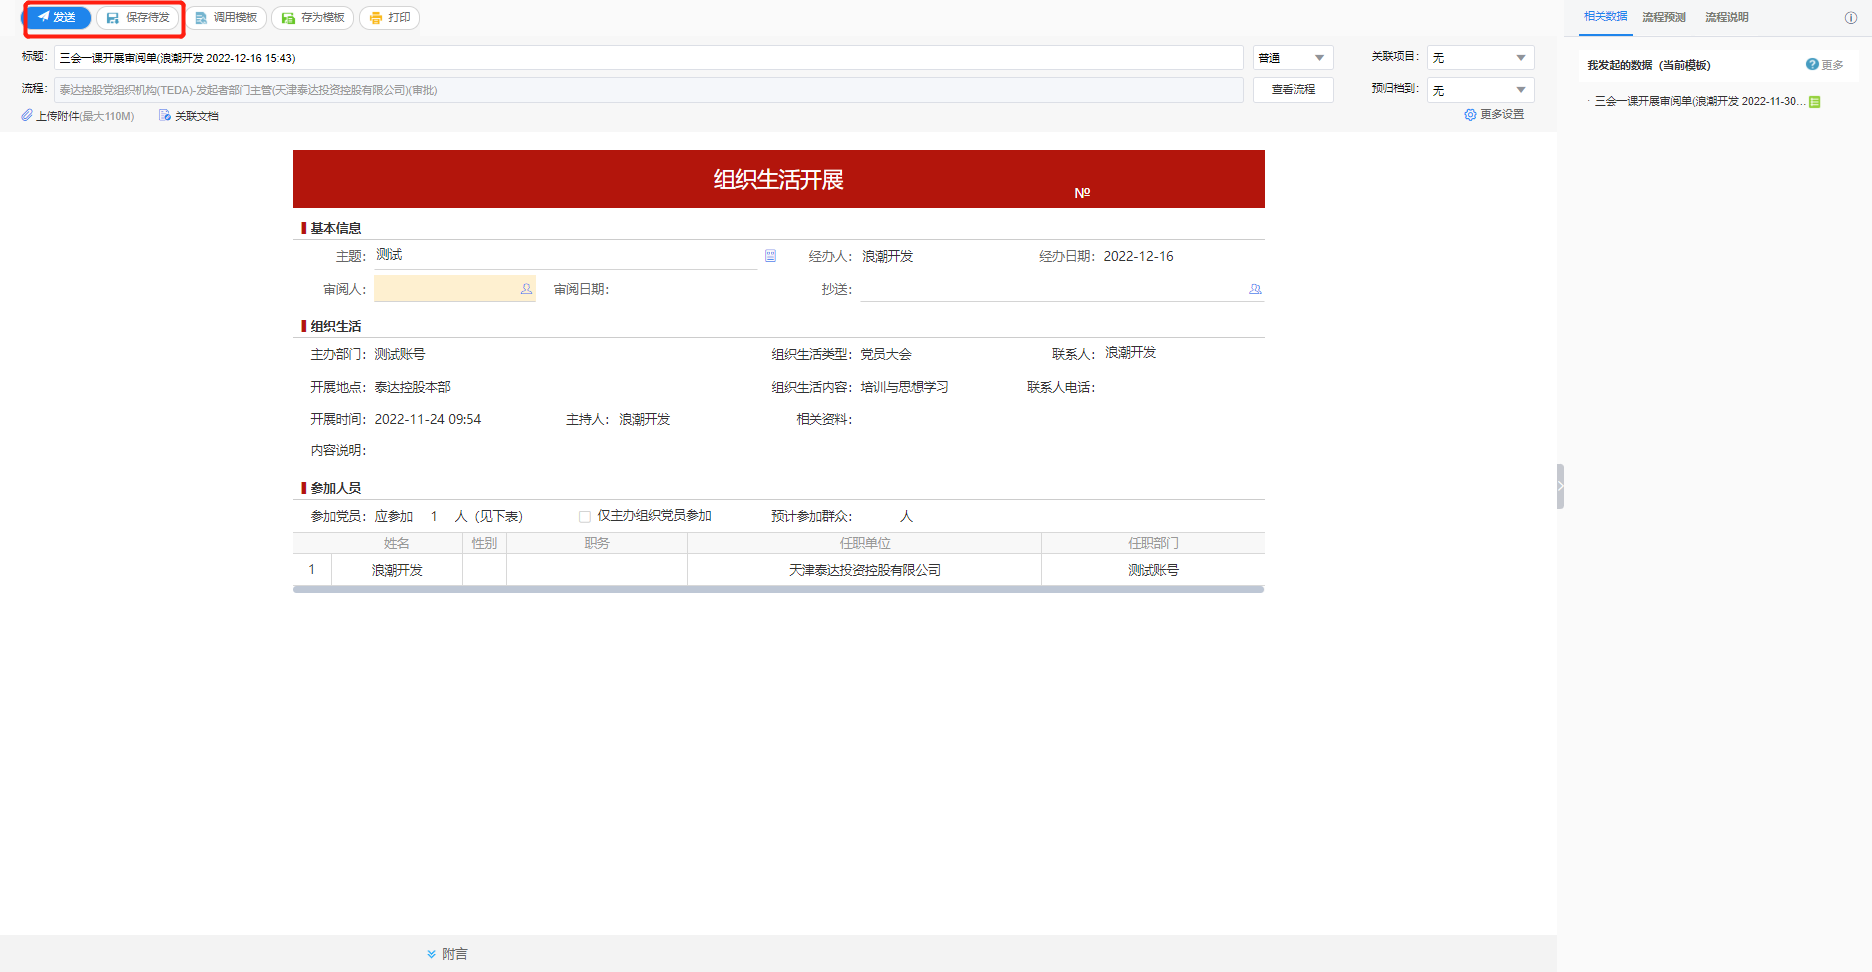 发送 保存待发 调用模板 存为模板 打印
相关数据 流程预测 流程说明
标题: 三会一课开展审阅单(浪潮开发 2022-12-16 15:43) 普通 关联项目: 无
流程: 泰达控股党组织机构(TEDA)-发起者部门主管(天津泰达投资控股有限公司)(审批) 查看流程 预归档到: 无
上传附件(最大110M) 关联文档 更多设置
我发起的数据 (当前模板) 更多
· 三会一课开展审阅单(浪潮开发 2022-11-30...
组织生活开展 №
基本信息
主题: 测试 经办人: 浪潮开发 经办日期: 2022-12-16
审阅人: 审阅日期: 抄送:
组织生活
主办部门: 测试账号 组织生活类型: 党员大会 联系人: 浪潮开发
开展地点: 泰达控股本部 组织生活内容: 培训与思想学习 联系人电话:
开展时间: 2022-11-24 09:54 主持人: 浪潮开发 相关资料:
内容说明:
参加人员
参加党员: 应参加 1 人 (见下表) 仅主办组织党员参加 预计参加群众: 人
姓名 性别 职务 任职单位 任职部门
1 浪潮开发 天津泰达投资控股有限公司 测试账号
附言